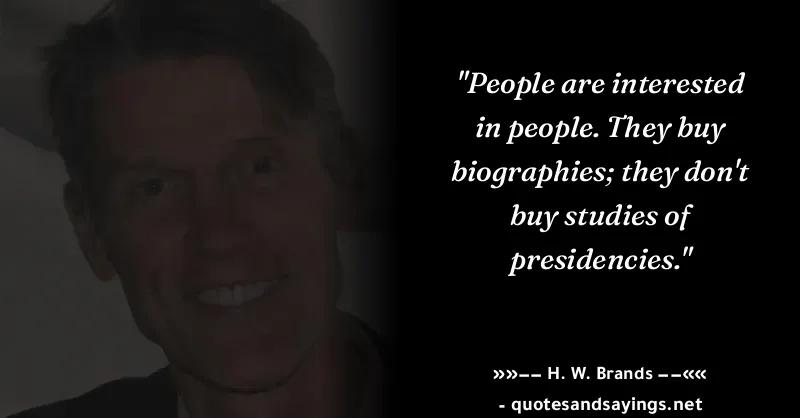 "People are interested
in people. They buy
biographies; they don't
buy studies of
presidencies."
»»−− H. W. Brands −−««
- quotesandsayings.net